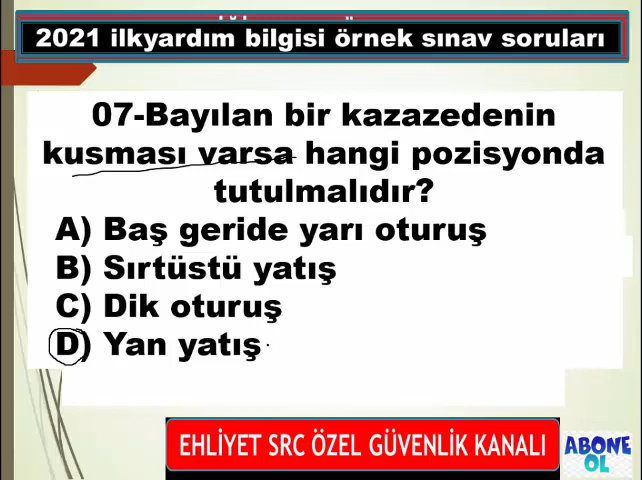 2021 ilkyardım bilgisi örnek sınav soruları
07-Bayılan bir kazazedenin
kusması varsa hangi pozisyonda
tutulmalıdır?
A) Baş geride yarı oturuş
B) Sırtüstü yatış
C) Dik oturuş
D) Yan yatış
EHLİYET SRC ÖZEL GÜVENLİK KANALI
ABONE
OL